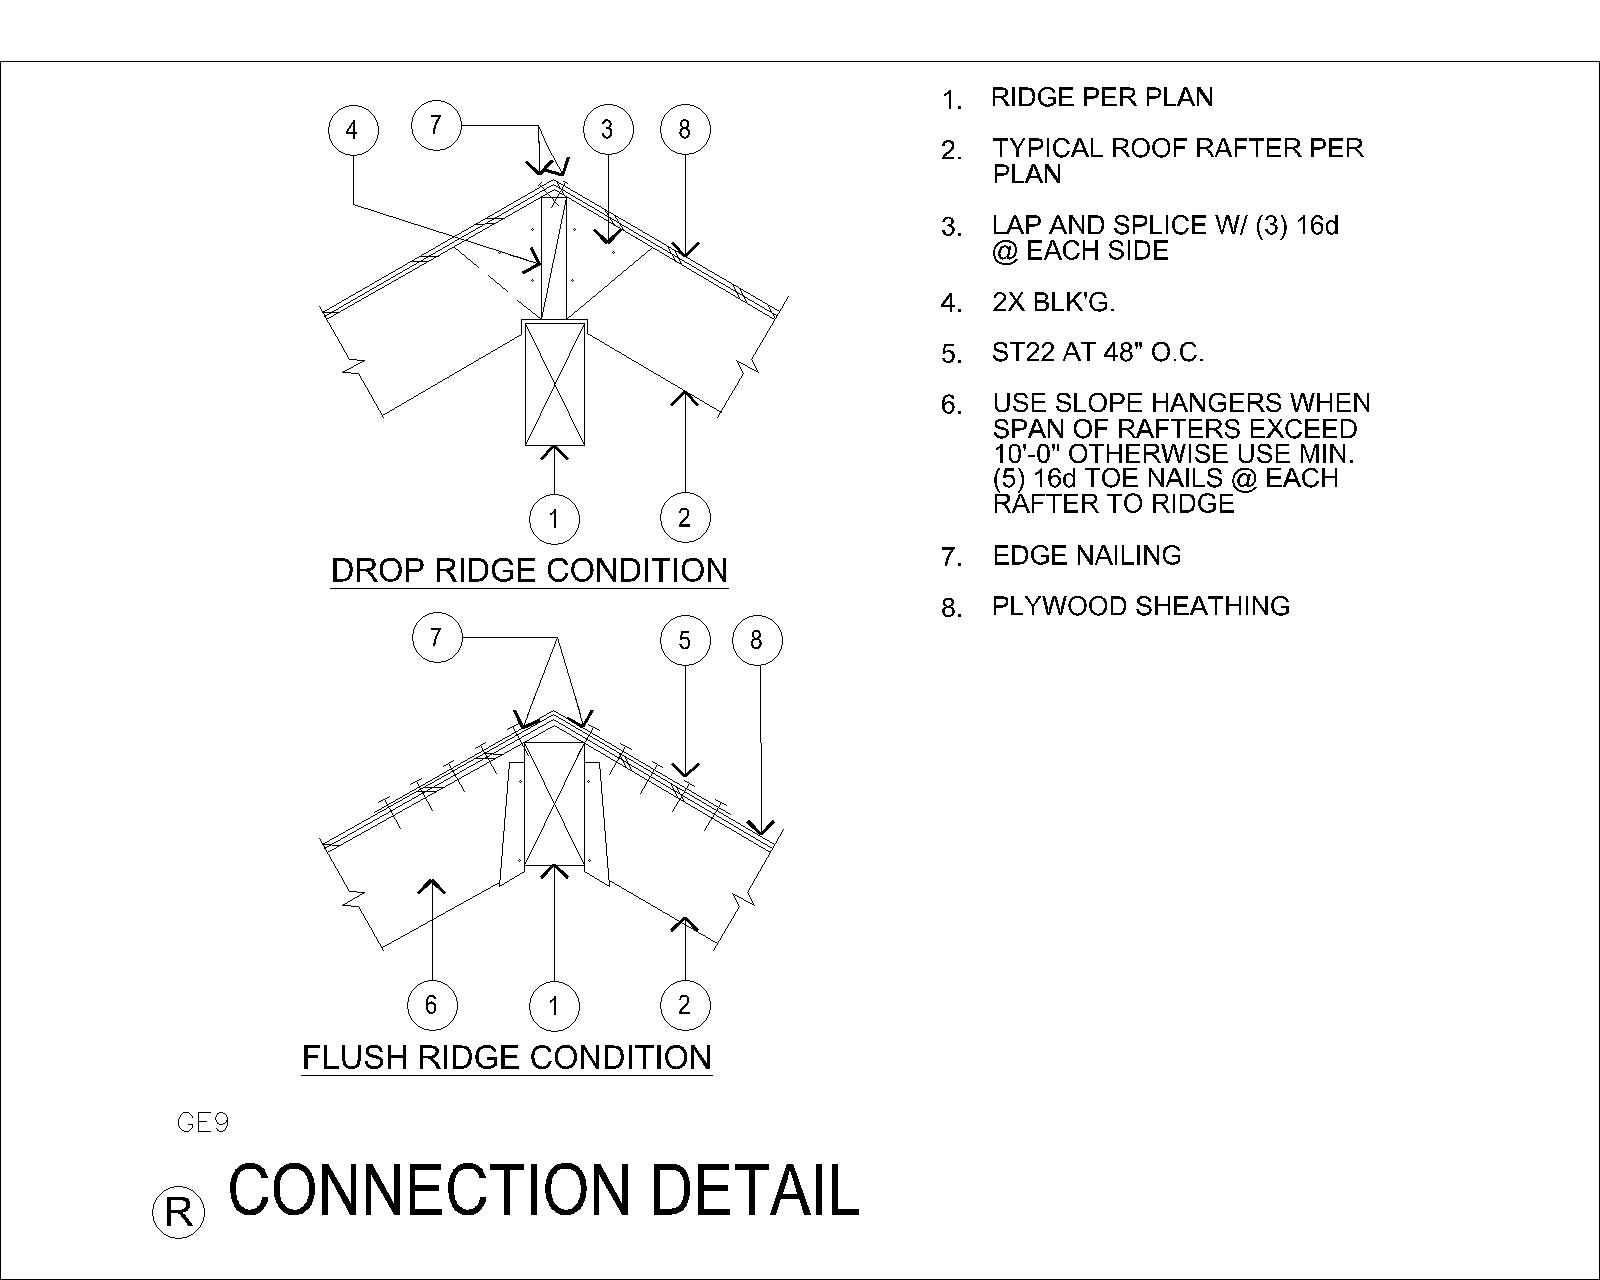 4 7 3 8
1 2
DROP RIDGE CONDITION
7 5 8
6 1 2
FLUSH RIDGE CONDITION
1. RIDGE PER PLAN
2. TYPICAL ROOF RAFTER PER
PLAN
3. LAP AND SPLICE W/ (3) 16d
@ EACH SIDE
4. 2X BLK'G.
5. ST22 AT 48" O.C.
6. USE SLOPE HANGERS WHEN
SPAN OF RAFTERS EXCEED
10'-0" OTHERWISE USE MIN.
(5) 16d TOE NAILS @ EACH
RAFTER TO RIDGE
7. EDGE NAILING
8. PLYWOOD SHEATHING
GE9
R CONNECTION DETAIL